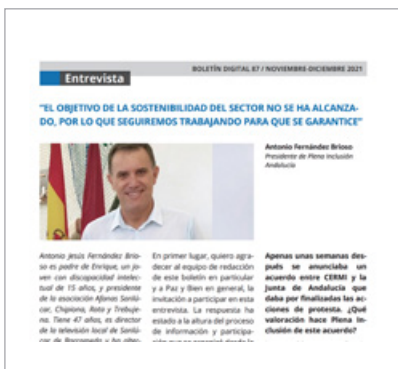 BOLETÍN DIGITAL 87 / NOVIEMBRE-DICIEMBRE 2021
Entrevista
"EL OBJETIVO DE LA SOSTENIBILIDAD DEL SECTOR NO SE HA ALCANZA-
DO, POR LO QUE SEGUIREMOS TRABAJANDO PARA QUE SE GARANTICE"
Antonio Fernández Brioso
Presidente de Plena Inclusión
Andalucía
Antonio Jesús Fernández Brio-
so es padre de Enrique, un jo-
ven con discapacidad intelec-
tual de 15 años, y presidente
de la asociación Afanas Sanlú-
car, Chipiona, Rota y Trebuje-
na. Tiene 47 años, es director
de la televisión local de Sanlú-
car de Barrameda y ha
En primer lugar, quiero agra-
decer al equipo de redacción
de este boletín en particular
y a Paz y Bien en general, la
invitación a participar en esta
entrevista. La respuesta ha
estado a la altura del proceso
de información y participa-
ción que se
Apenas unas semanas des-
pués se anunciaba un
acuerdo entre CERMI y la
Junta de Andalucía que
daba por finalizadas las ac-
ciones de protesta. ¿Qué
valoración hace Plena In-
clusión de este acuerdo?